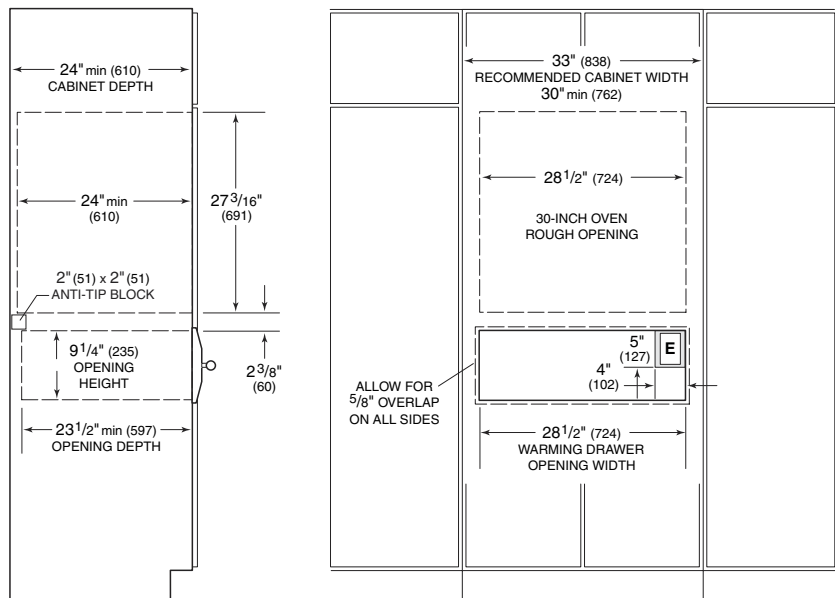 24" min (610)
CABINET DEPTH
24" min
(610)
27 3/16"
(691)
2" (51) x 2" (51)
ANTI-TIP BLOCK
9 1/4" (235)
OPENING
HEIGHT
2 3/8"
(60)
23 1/2" min (597)
OPENING DEPTH
33" (838)
RECOMMENDED CABINET WIDTH
30" min (762)
28 1/2" (724)
30-INCH OVEN
ROUGH OPENING
5"
(127)
E
4"
(102)
ALLOW FOR
5/8" OVERLAP
ON ALL SIDES
28 1/2" (724)
WARMING DRAWER
OPENING WIDTH